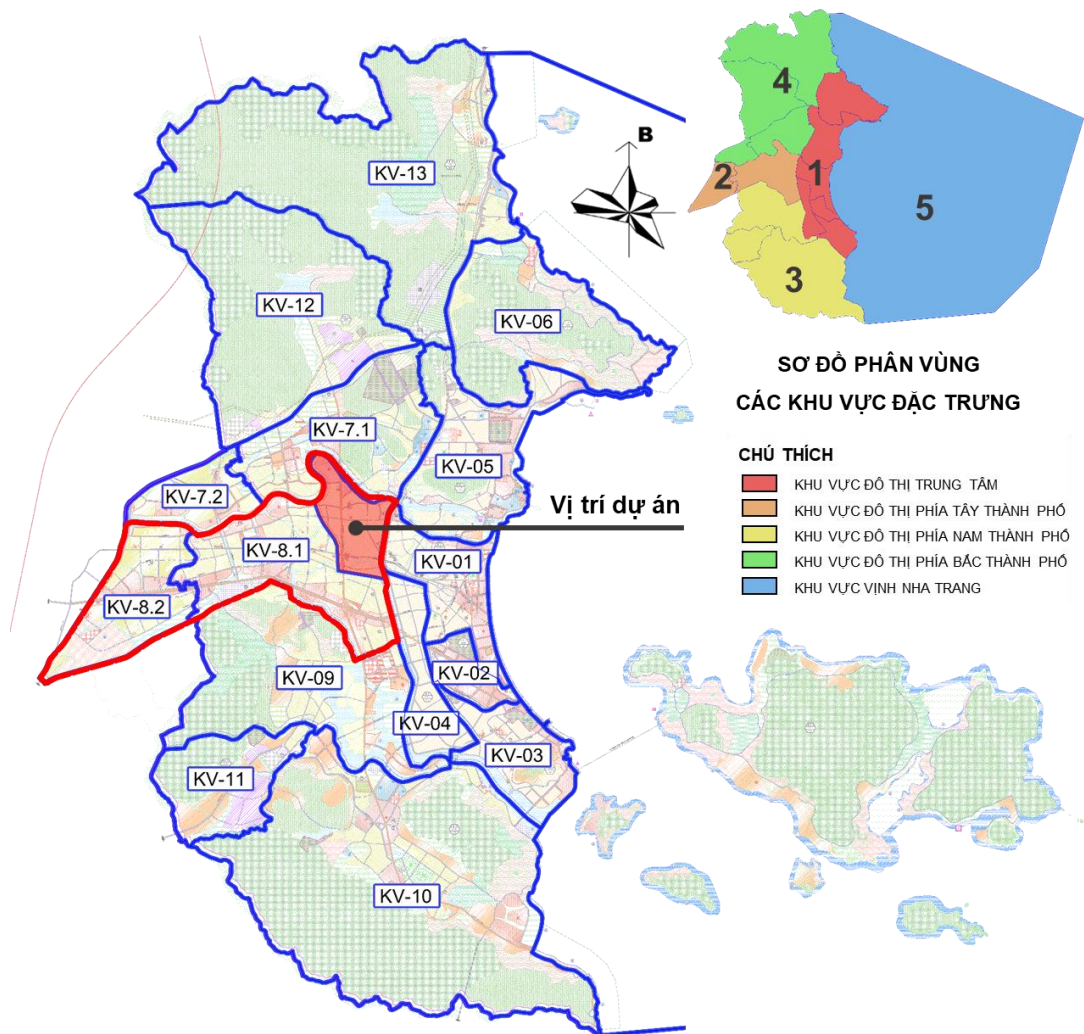 B
KV-13
KV-12
KV-06
KV-7.1
KV-05
KV-7.2
Vị trí dự án
KV-8.1
KV-01
KV-8.2
KV-02
KV-09
KV-04
KV-03
KV-11
KV-10
4
2
1
5
3
SƠ ĐỒ PHÂN VÙNG
CÁC KHU VỰC ĐẶC TRƯNG
CHÚ THÍCH
KHU VỰC ĐÔ THỊ TRUNG TÂM
KHU VỰC ĐÔ THỊ PHÍA TÂY THÀNH PHỐ
KHU VỰC ĐÔ THỊ PHÍA NAM THÀNH PHỐ
KHU VỰC ĐÔ THỊ PHÍA BẮC THÀNH PHỐ
KHU VỰC VỊNH NHA TRANG